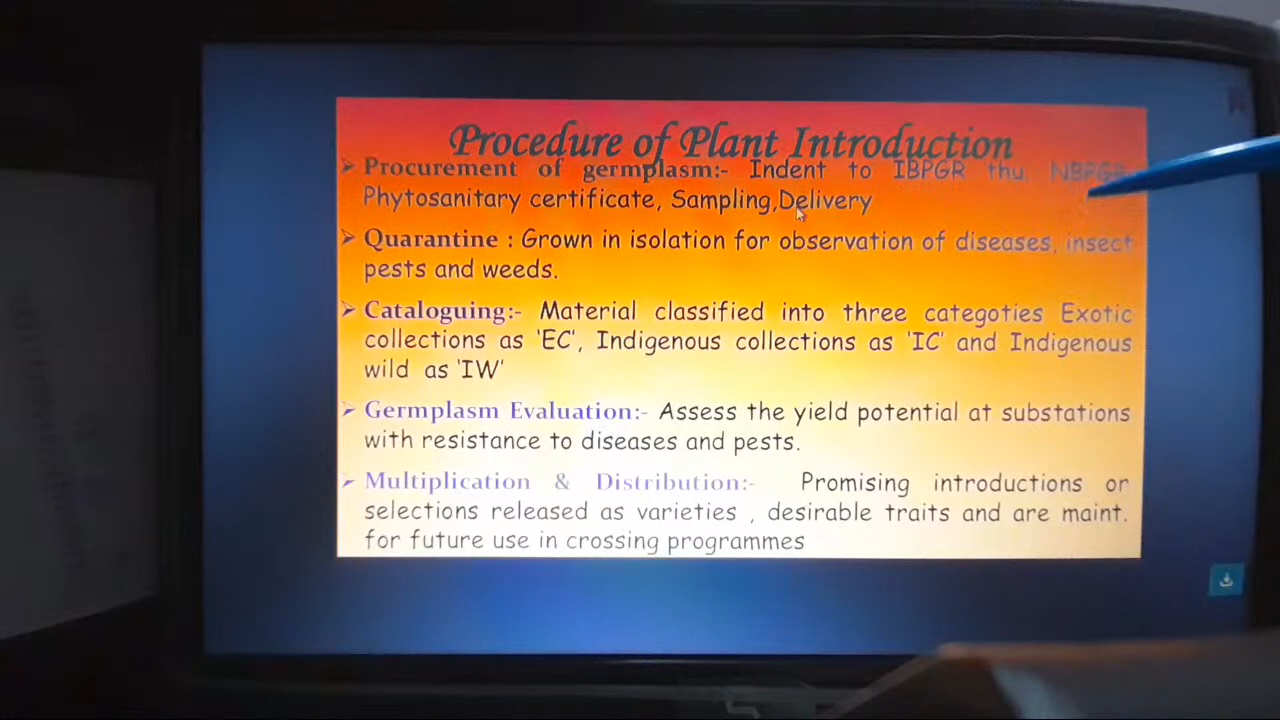 Procedure of Plant Introduction
➢ Procurement of germplasm:- Indent to IBPGR thu, NBPGR,
Phytosanitary certificate, Sampling,Delivery
➢ Quarantine : Grown in isolation for observation of diseases, insect
pests and weeds.
➢ Cataloguing:- Material classified into three categoties Exotic
collections as 'EC', Indigenous collections as 'IC' and Indigenous
wild as 'IW'
➢ Germplasm Evaluation:- Assess the yield potential at substations
with resistance to diseases and pests.
➢ Multiplication & Distribution:- Promising introductions or
selections released as varieties , desirable traits and are maint.
for future use in crossing programmes